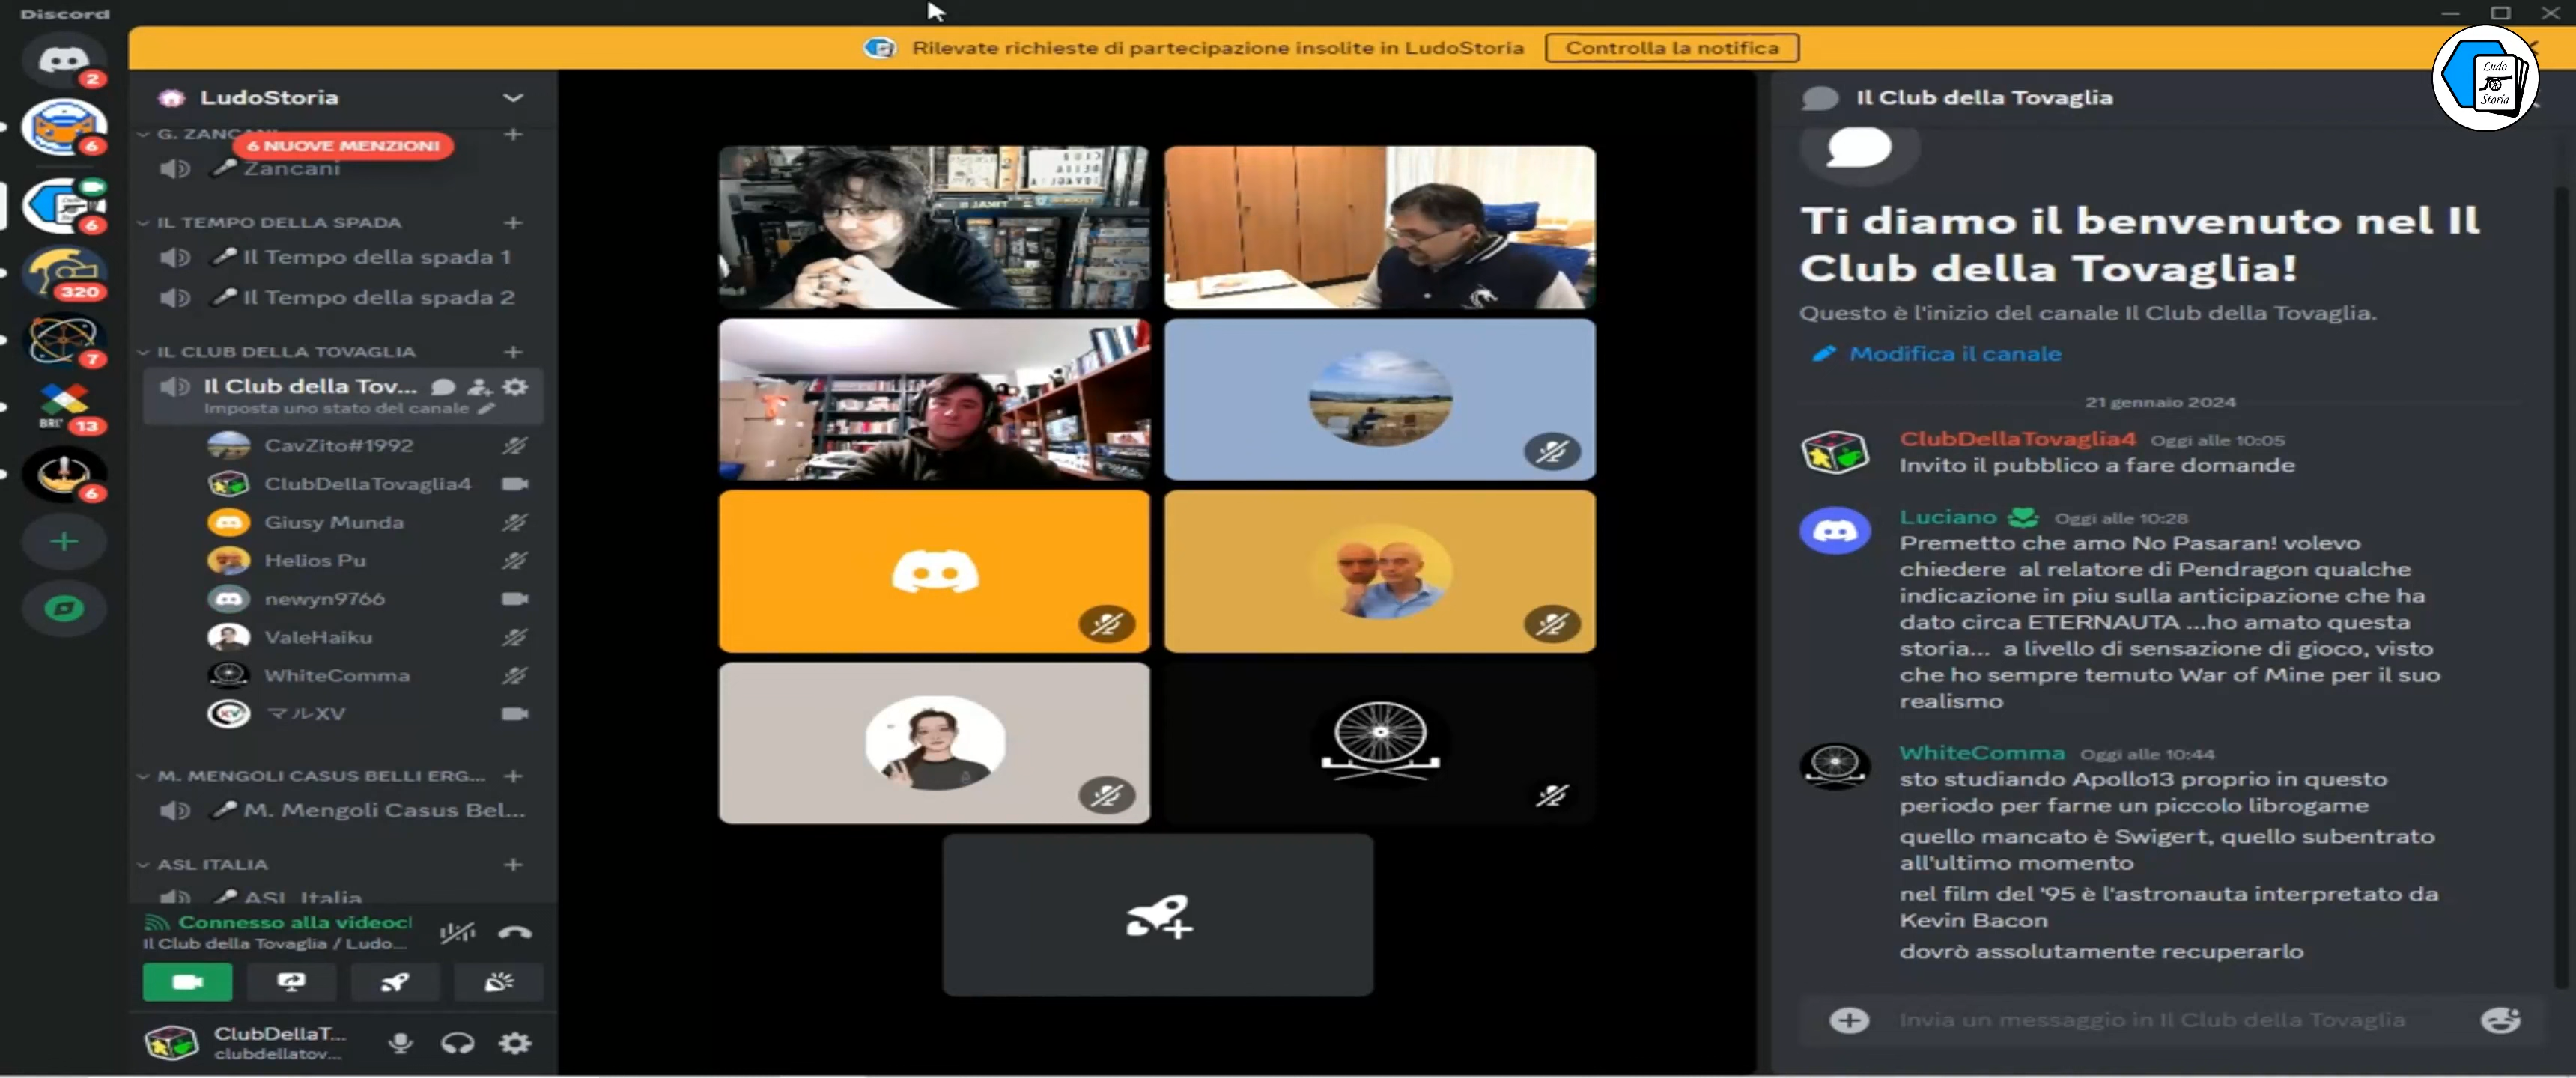 Discord
Rilevate richieste di partecipazione insolite in LudoStoria
Controlla la notifica
2
6
6
320
7
BRI'
13
6
LudoStoria
G. ZANCANI
6 NUOVE MENZIONI
Zancani
IL TEMPO DELLA SPADA
Il Tempo della spada 1
Il Tempo della spada 2
IL CLUB DELLA TOVAGLIA
Il Club della Tov...
Imposta uno stato del canale
CavZito#1992
ClubDellaTovaglia4
Giusy Munda
Helios Pu
newyn9766
ValeHaiku
WhiteComma
マルXV
M. MENGOLI CASUS BELLI ERG...
M. Mengoli Casus Bel...
ASL ITALIA
ASL Italia
Connesso alla videocl
Il Club della Tovaglia / Ludo...
ClubDellaT...
clubdellatov...
Il Club della Tovaglia
Ludo
Storia
Ti diamo il benvenuto nel Il
Club della Tovaglia!
Questo è l'inizio del canale Il Club della Tovaglia.
Modifica il canale
21 gennaio 2024
ClubDellaTovaglia4 Oggi alle 10:05
Invito il pubblico a fare domande
Luciano Oggi alle 10:28
Premetto che amo No Pasaran! volevo
chiedere al relatore di Pendragon qualche
indicazione in piu sulla anticipazione che ha
dato circa ETERNAUTA ...ho amato questa
storia... a livello di sensazione di gioco, visto
che ho sempre temuto War of Mine per il suo
realismo
WhiteComma Oggi alle 10:44
sto studiando Apollo13 proprio in questo
periodo per farne un piccolo librogame
quello mancato è Swigert, quello subentrato
all'ultimo momento
nel film del '95 è l'astronauta interpretato da
Kevin Bacon
dovrò assolutamente recuperarlo
Invia un messaggio in Il Club della Tovaglia